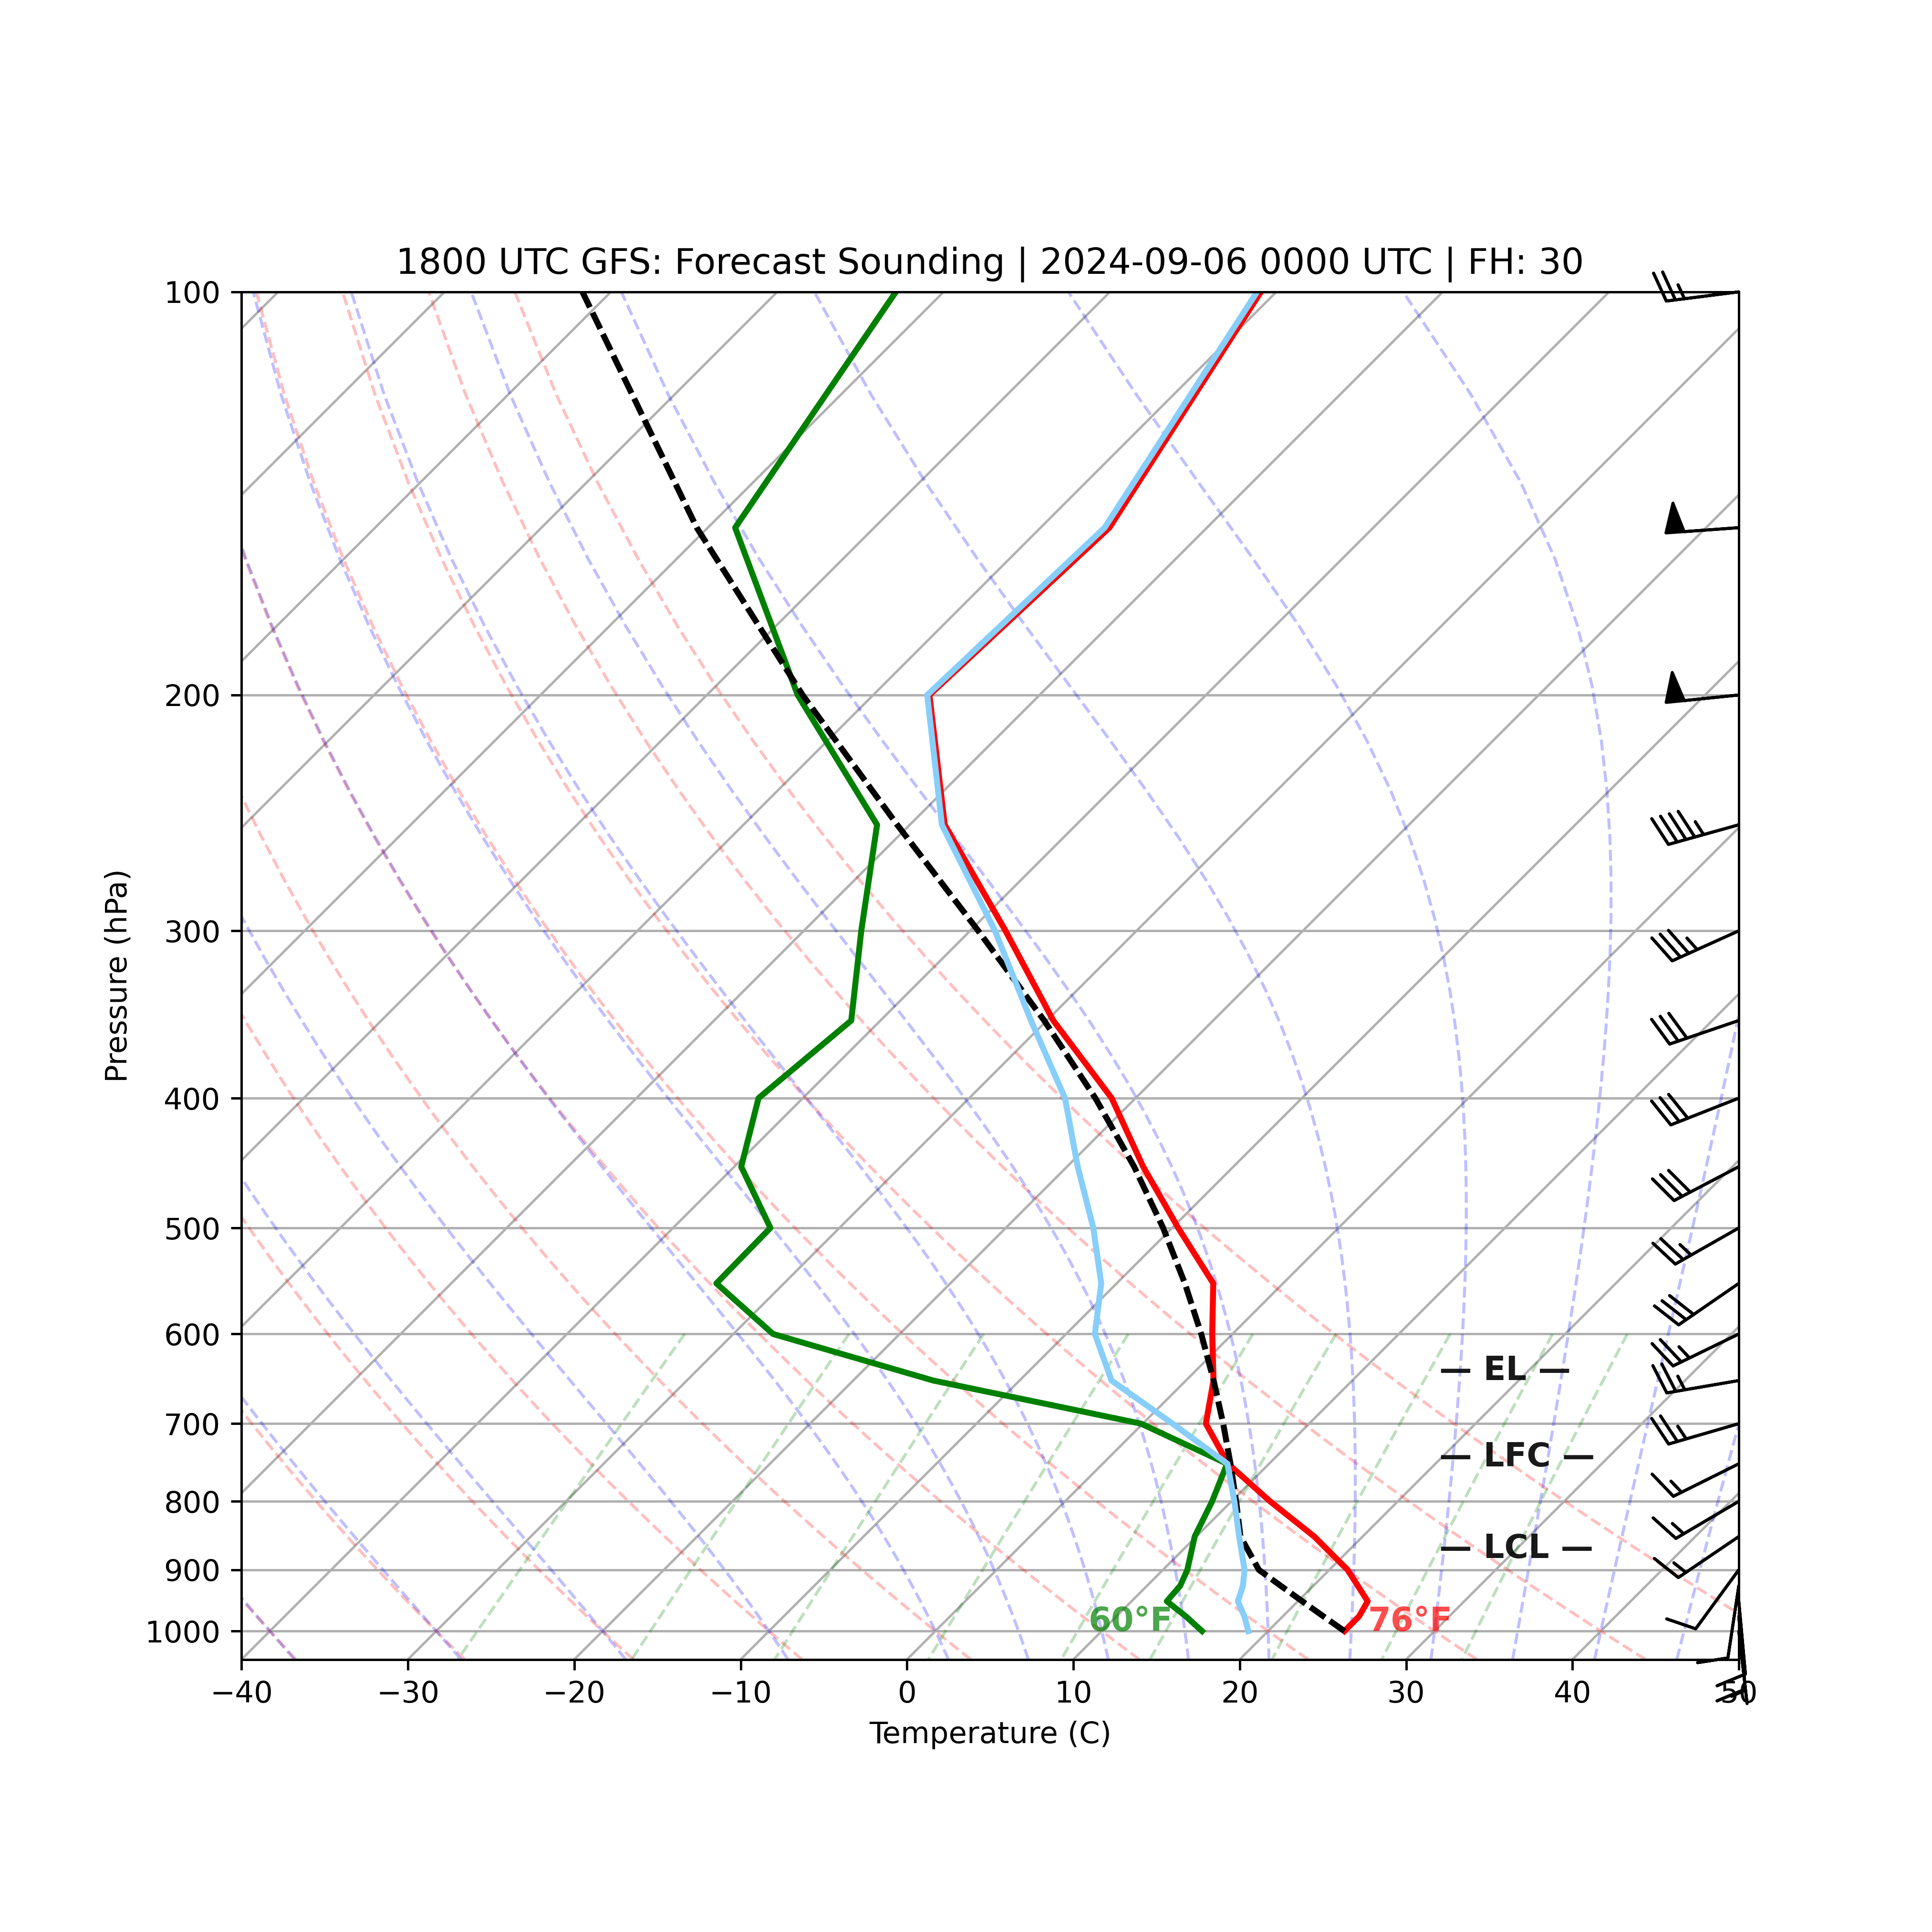 1800 UTC GFS: Forecast Sounding | 2024-09-06 0000 UTC | FH: 30
100
200
300
400
500
600
700
800
900
1000
Pressure (hPa)
— EL —
— LFC —
— LCL —
60°F
76°F
−40 −30 −20 −10 0 10 20 30 40 50
Temperature (C)